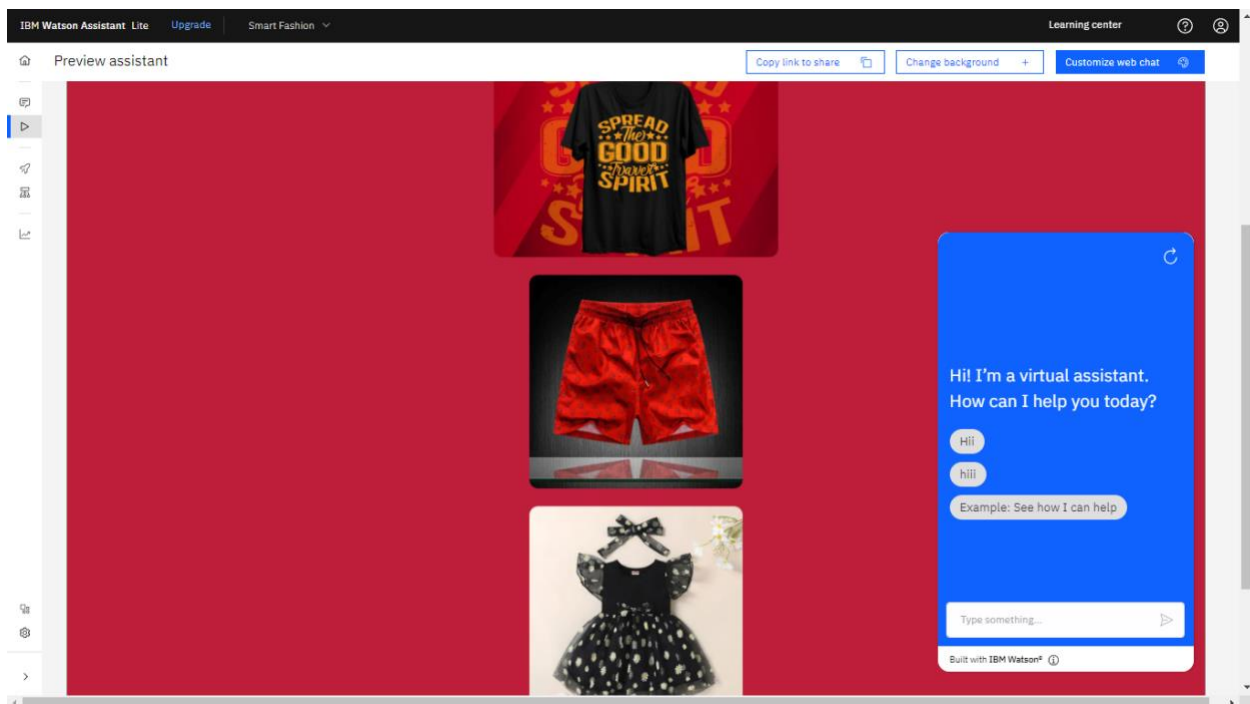 IBM Watson Assistant Lite Upgrade Smart Fashion Learning center
Preview assistant Copy link to share Change background + Customize web chat
SPREAD
The
GOOD
Travel
SPIRIT
Hi! I'm a virtual assistant.
How can I help you today?
Hii
hiii
Example: See how I can help
Type something...
Built with IBM Watson®